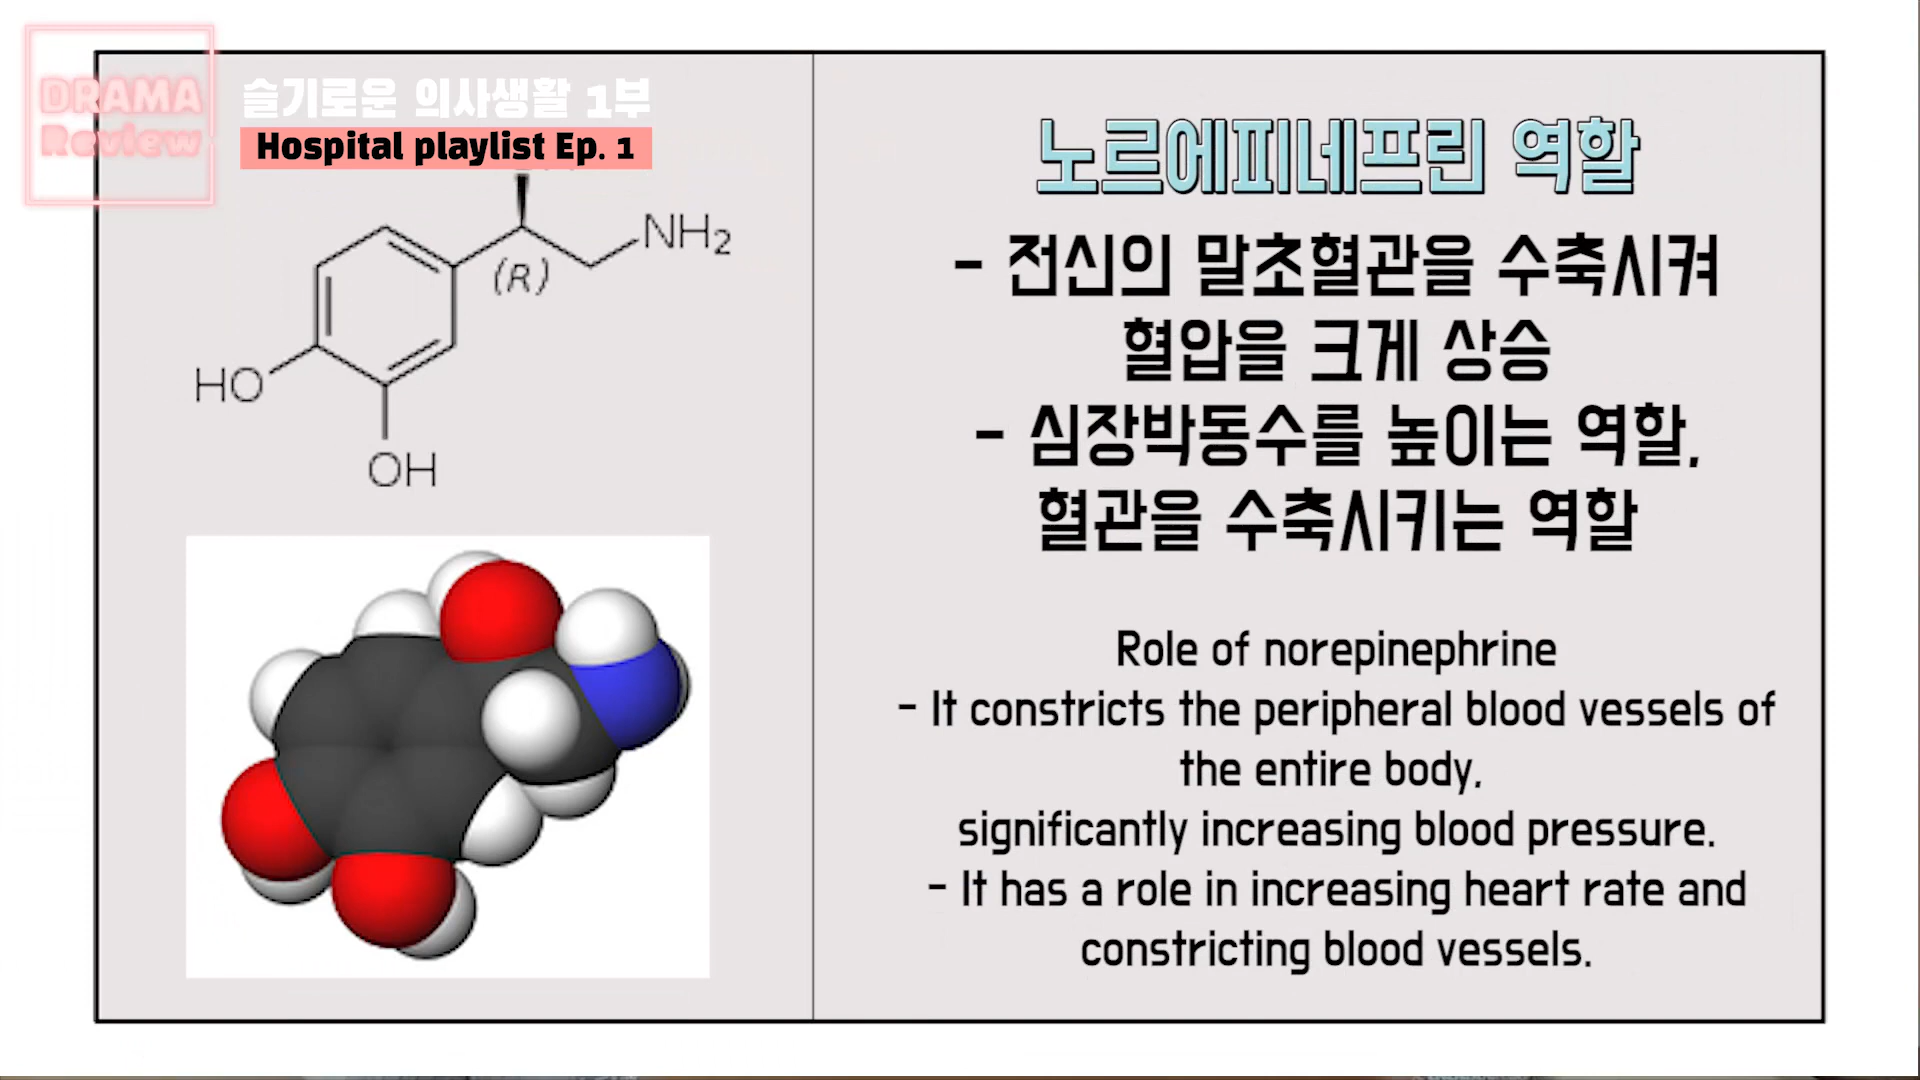 DRAMA
Review
슬기로운 의사생활 1부
Hospital playlist Ep. 1
NH₂
(R)
HO
OH
노르에피네프린 역할
- 전신의 말초혈관을 수축시켜
혈압을 크게 상승
- 심장박동수를 높이는 역할,
혈관을 수축시키는 역할
Role of norepinephrine
- It constricts the peripheral blood vessels of
the entire body,
significantly increasing blood pressure.
- It has a role in increasing heart rate and
constricting blood vessels.